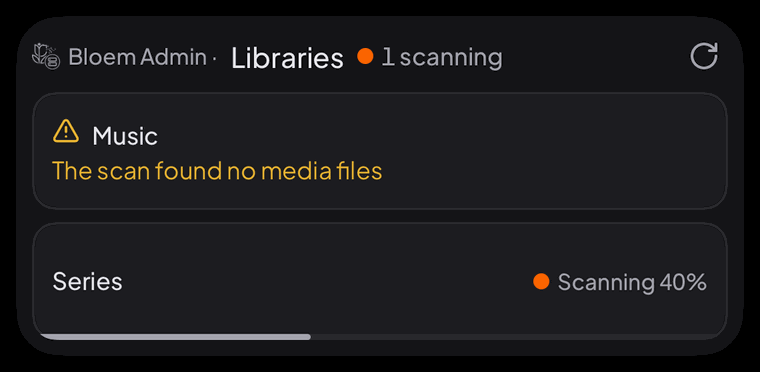 Bloem Admin · Libraries 1 scanning
Music
The scan found no media files
Series Scanning 40%